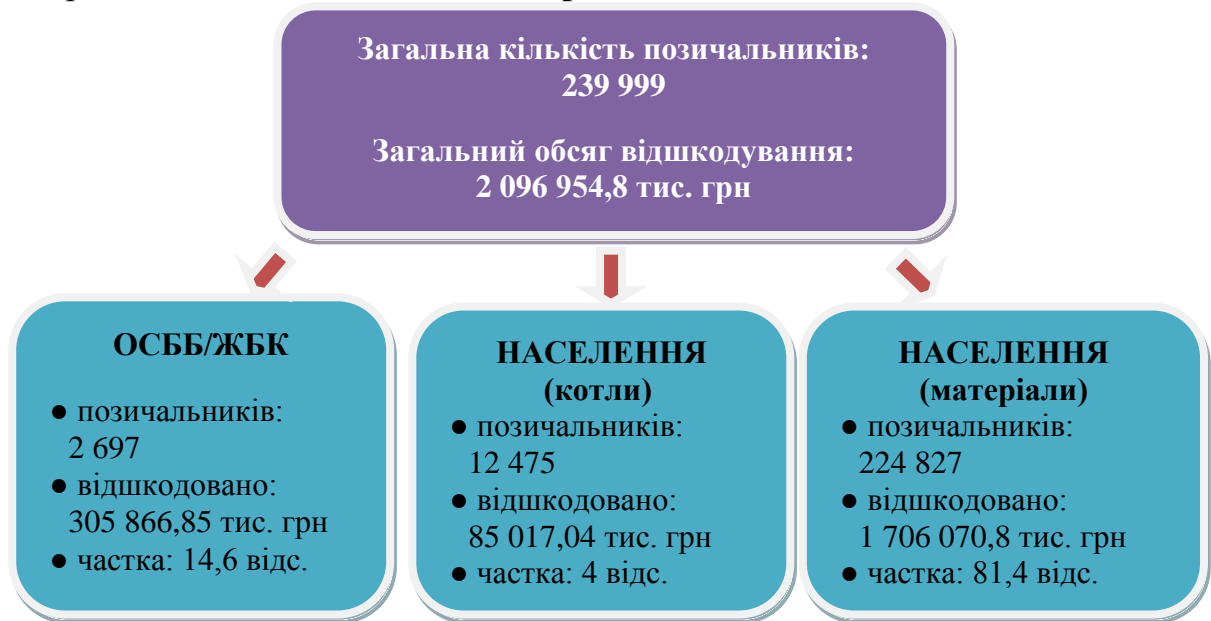 Загальна кількість позичальників:
239 999
Загальний обсяг відшкодування:
2 096 954,8 тис. грн
ОСББ/ЖБК
● позичальників:
2 697
● відшкодовано:
305 866,85 тис. грн
● частка: 14,6 відс.
НАСЕЛЕННЯ
(котли)
● позичальників:
12 475
● відшкодовано:
85 017,04 тис. грн
● частка: 4 відс.
НАСЕЛЕННЯ
(матеріали)
● позичальників:
224 827
● відшкодовано:
1 706 070,8 тис. грн
● частка: 81,4 відс.